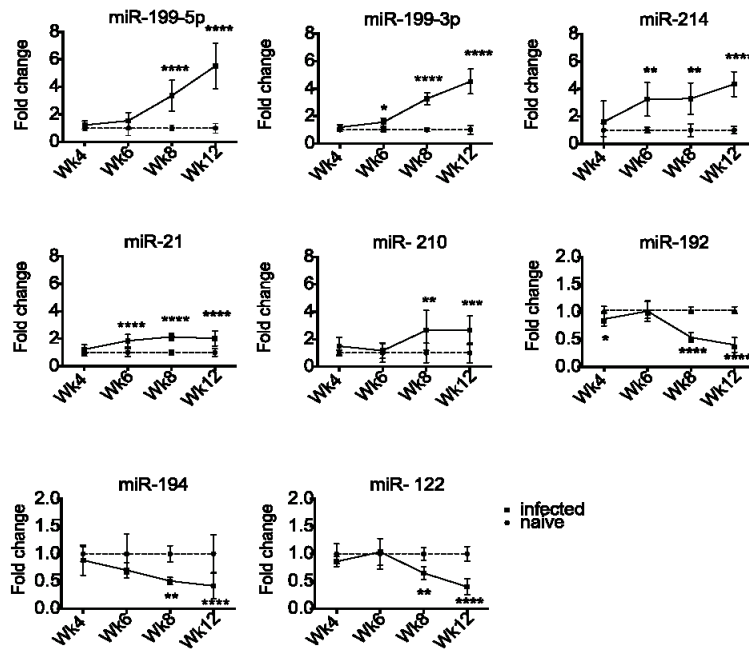 miR-199-5p
Fold change
8
6
4
2
0
****
****
Wk4
Wk6
Wk8
Wk12
miR-199-3p
Fold change
8
6
4
2
0
*
****
****
Wk4
Wk6
Wk8
Wk12
miR-214
Fold change
8
6
4
2
0
**
**
****
Wk4
Wk6
Wk8
Wk12
miR-21
Fold change
8
6
4
2
0
****
****
****
Wk4
Wk6
Wk8
Wk12
miR- 210
Fold change
8
6
4
2
0
**
***
Wk4
Wk6
Wk8
Wk12
miR-192
Fold change
2.0
1.5
1.0
0.5
0.0
*
****
****
Wk4
Wk6
Wk8
Wk12
miR-194
Fold change
2.0
1.5
1.0
0.5
0.0
**
****
Wk4
Wk6
Wk8
Wk12
miR- 122
Fold change
2.0
1.5
1.0
0.5
0.0
**
****
Wk4
Wk6
Wk8
Wk12
infected
naïve